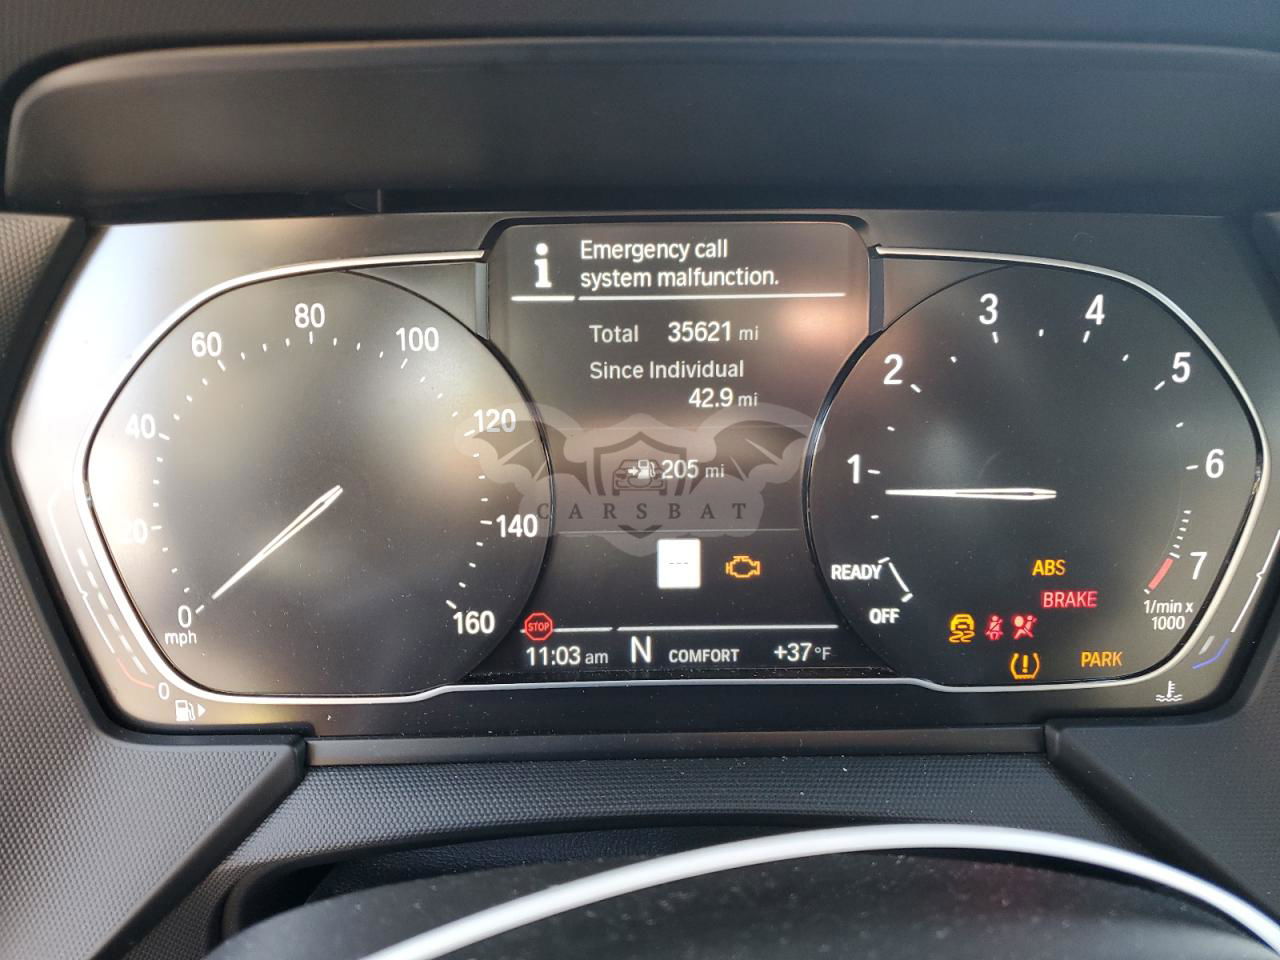 Emergency call
system malfunction.
Total 35621 mi
Since Individual
42.9 mi
205 mi
---
CARSBAT
STOP
11:03 am N COMFORT +37°F
0
20
40
60
80
100
120
140
160
mph
0
1
2
3
4
5
6
7
1/min x
1000
READY
OFF
ABS
BRAKE
PARK